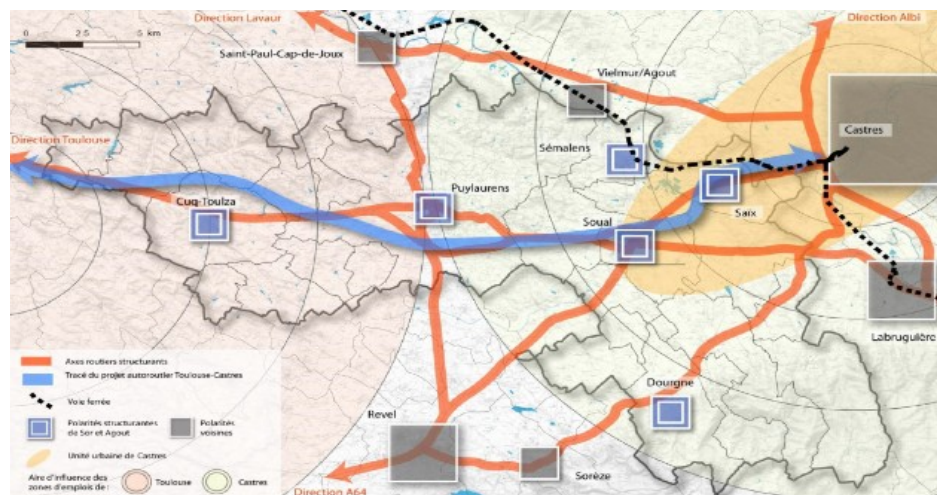 Direction Lavaur
Direction Albi
0 2,5 5 km
Saint-Paul-Cap-de-Joux
Vielmur/Agout
Castres
Direction Toulouse
Sémalens
Puylaurens
Cuq-Toulza
Saïx
Soual
Labruguière
Axes routiers structurants
Tracé du projet autoroutier Toulouse-Castres
Voie ferrée
Dourgne
Revel
Polarités structurantes
de Sor et Agout
Polarités
voisines
Unité urbaine de Castres
Sorèze
Aire d'influence des
zones d'emplois de :
Toulouse
Castres
Direction A64